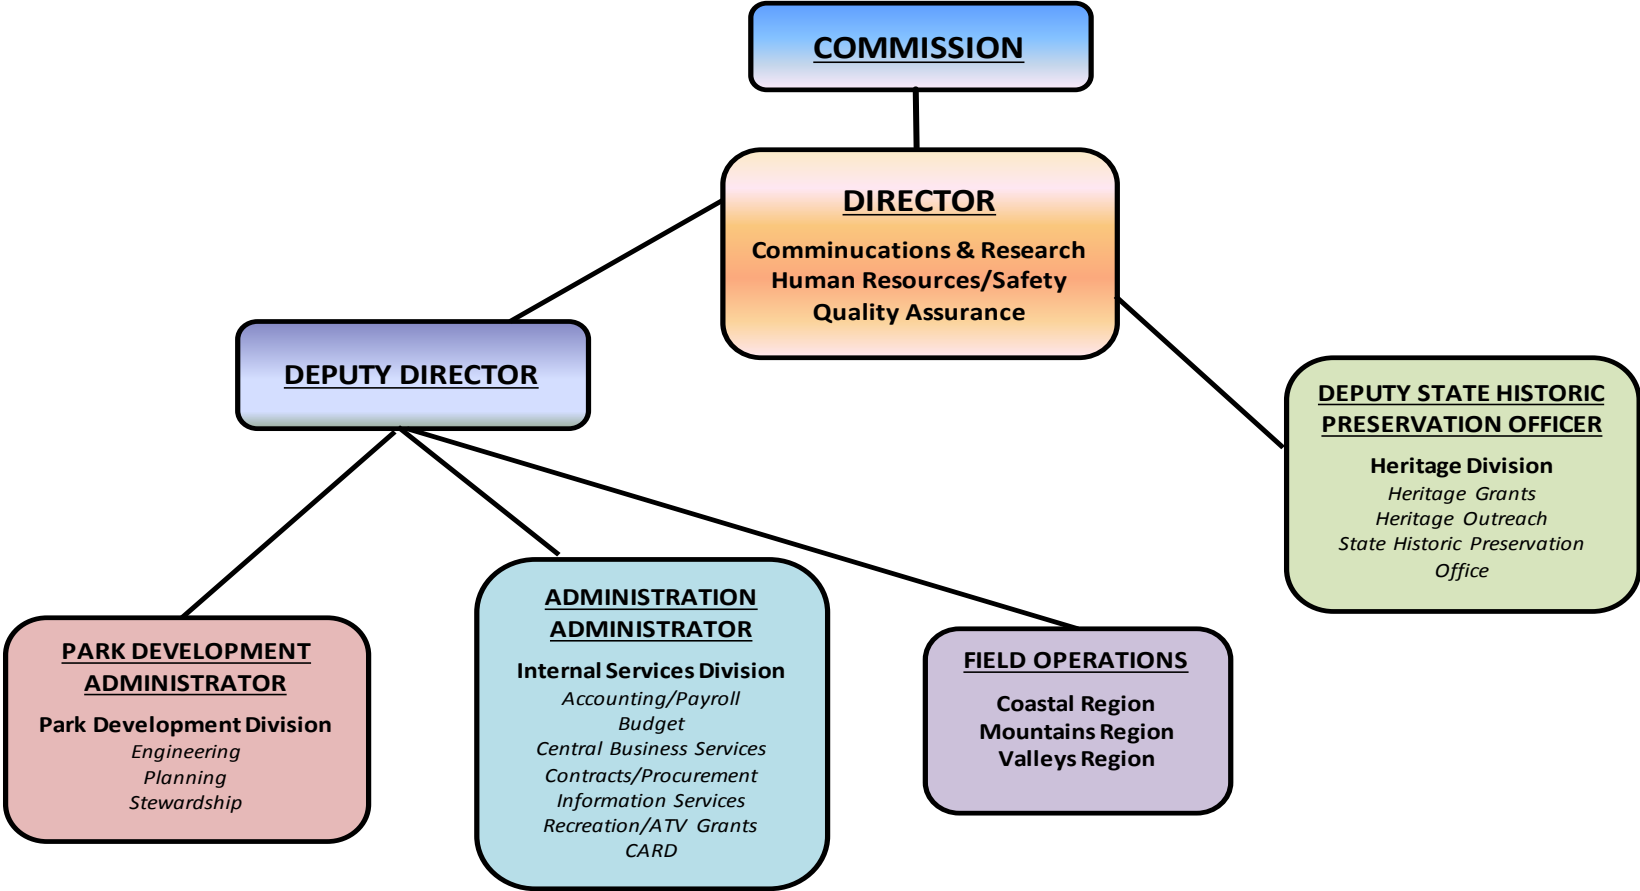 COMMISSION
DIRECTOR
Comminucations & Research
Human Resources/Safety
Quality Assurance
DEPUTY DIRECTOR
DEPUTY STATE HISTORIC
PRESERVATION OFFICER
Heritage Division
Heritage Grants
Heritage Outreach
State Historic Preservation
Office
PARK DEVELOPMENT
ADMINISTRATOR
Park Development Division
Engineering
Planning
Stewardship
ADMINISTRATION
ADMINISTRATOR
Internal Services Division
Accounting/Payroll
Budget
Central Business Services
Contracts/Procurement
Information Services
Recreation/ATV Grants
CARD
FIELD OPERATIONS
Coastal Region
Mountains Region
Valleys Region